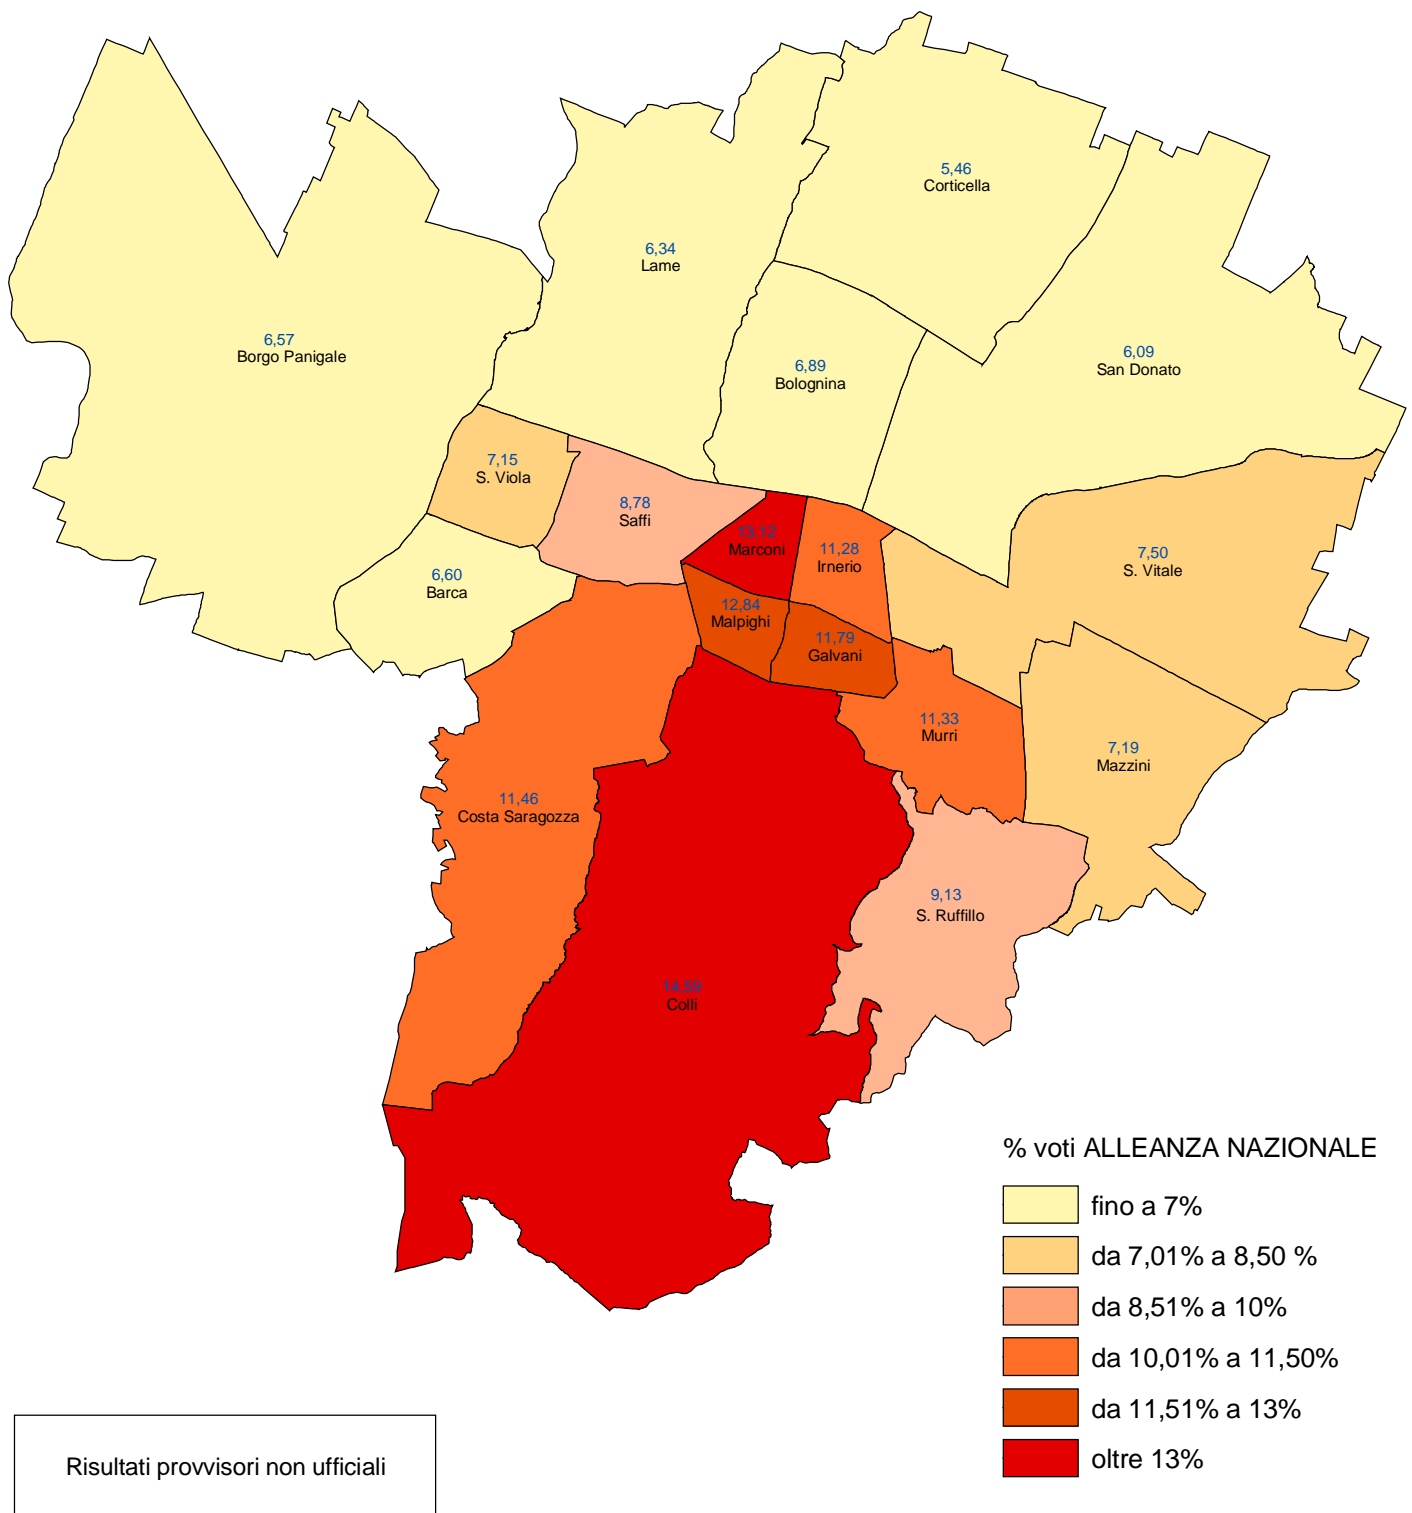 5,46
Corticella
6,34
Lame
6,57
Borgo Panigale
6,89
Bolognina
6,09
San Donato
7,15
S. Viola
8,78
Saffi
13,12
Marconi
11,28
Irnerio
7,50
S. Vitale
6,60
Barca
12,84
Malpighi
11,79
Galvani
11,33
Murri
7,19
Mazzini
11,46
Costa Saragozza
9,13
S. Ruffillo
Colli
% voti ALLEANZA NAZIONALE
fino a 7%
da 7,01% a 8,50 %
da 8,51% a 10%
da 10,01% a 11,50%
da 11,51% a 13%
oltre 13%
Risultati provvisori non ufficiali